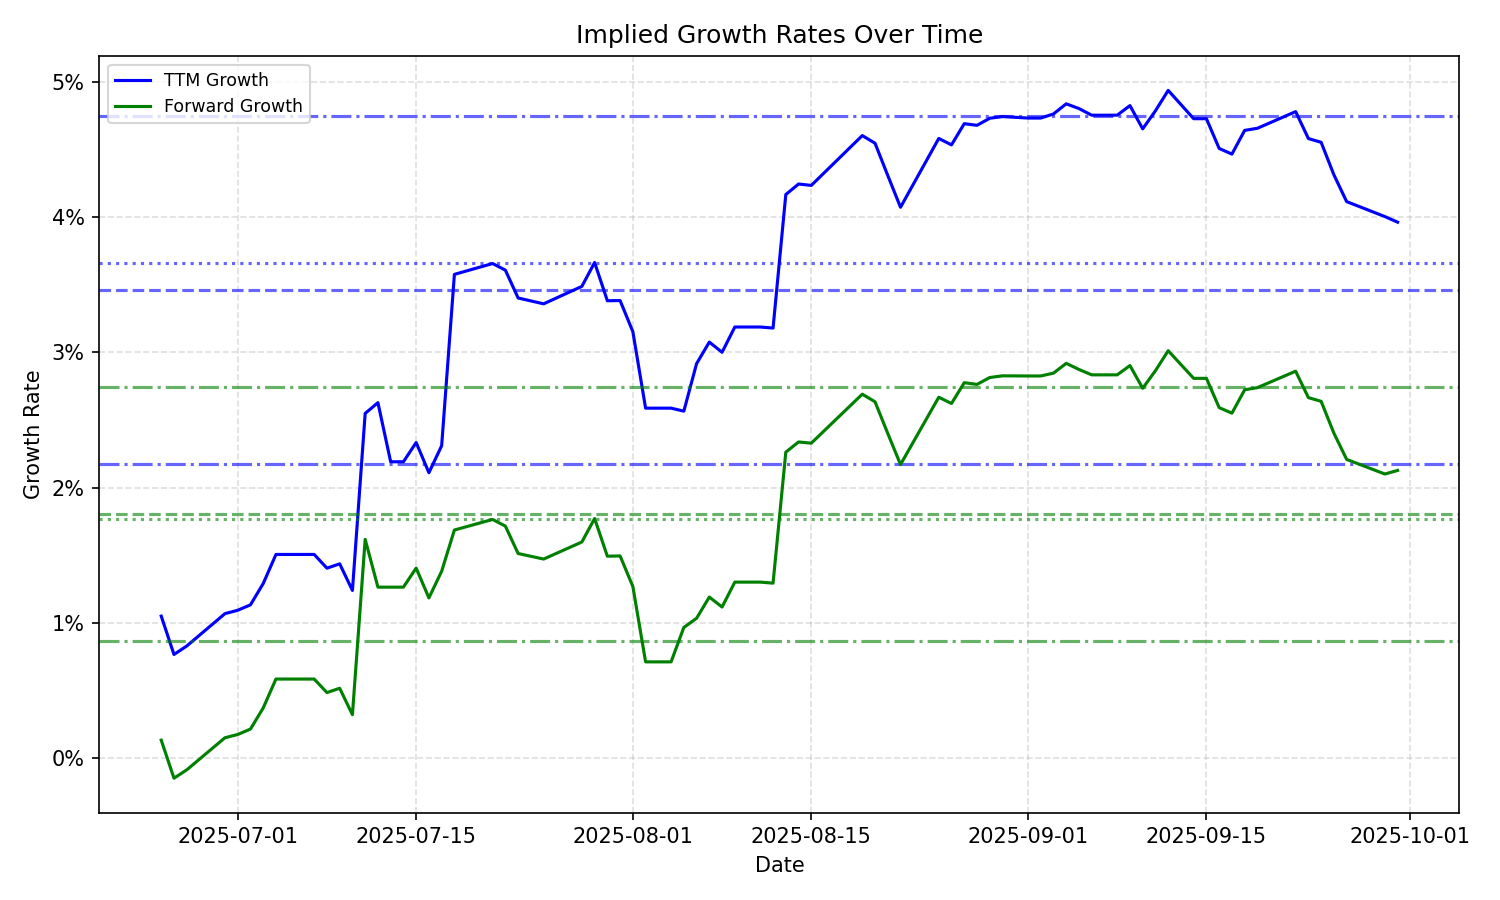 Implied Growth Rates Over Time
TTM Growth
Forward Growth
5%
4%
3%
2%
1%
0%
Growth Rate
2025-07-01
2025-07-15
2025-08-01
2025-08-15
2025-09-01
2025-09-15
2025-10-01
Date